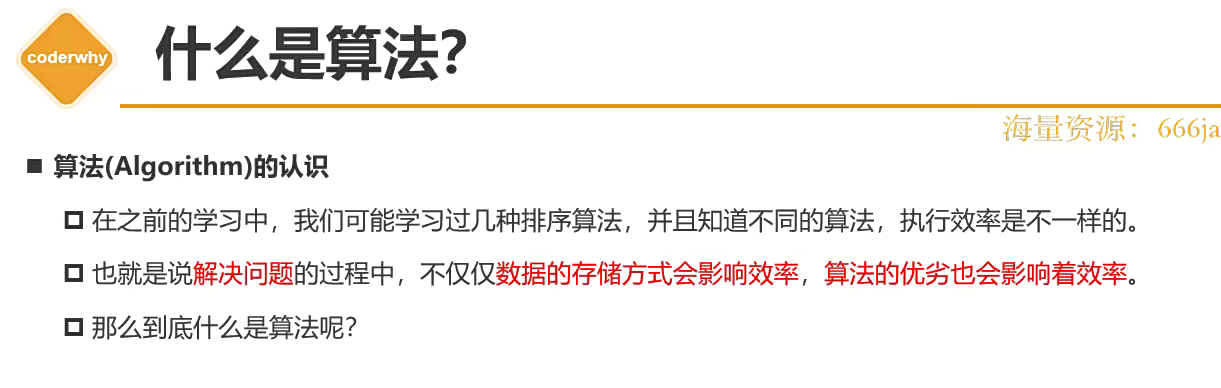 coderwhy
什么是算法？
海量资源：666ja
■ 算法(Algorithm)的认识
在之前的学习中，我们可能学习过几种排序算法，并且知道不同的算法，执行效率是不一样的。
也就是说解决问题的过程中，不仅仅数据的存储方式会影响效率，算法的优劣也会影响着效率。
那么到底什么是算法呢？